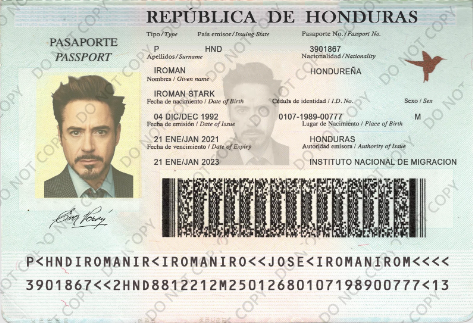 REPÚBLICA DE HONDURAS
PASAPORTE
PASSPORT
Tipo / Type País emisor / Issuing State Pasaporte No. / Passport No.
P HND 3901867
Apellidos / Surname Nacionalidad / Nationality
IROMAN HONDUREÑA
Nombres / Given name
IROMAN STARK
Fecha de nacimiento / Date of Birth Cédula de identidad / I.D. No. Sexo / Sex
04 DIC/DEC 1992 0107-1989-00777 M
Fecha de emisión / Date of Issue Lugar de Nacimiento / Place of Birth
21 ENE/JAN 2021 HONDURAS
Fecha de vencimiento / Date of Expiry Autoridad emisora / Authority of Issue
21 ENE/JAN 2023 INSTITUTO NACIONAL DE MIGRACION
P<HNDIROMANIR<IROMANIRO<<JOSE<IROMANIROM<<<<
3901867<<2HND8812212M25012680107198900777<13
DO NOT COPY